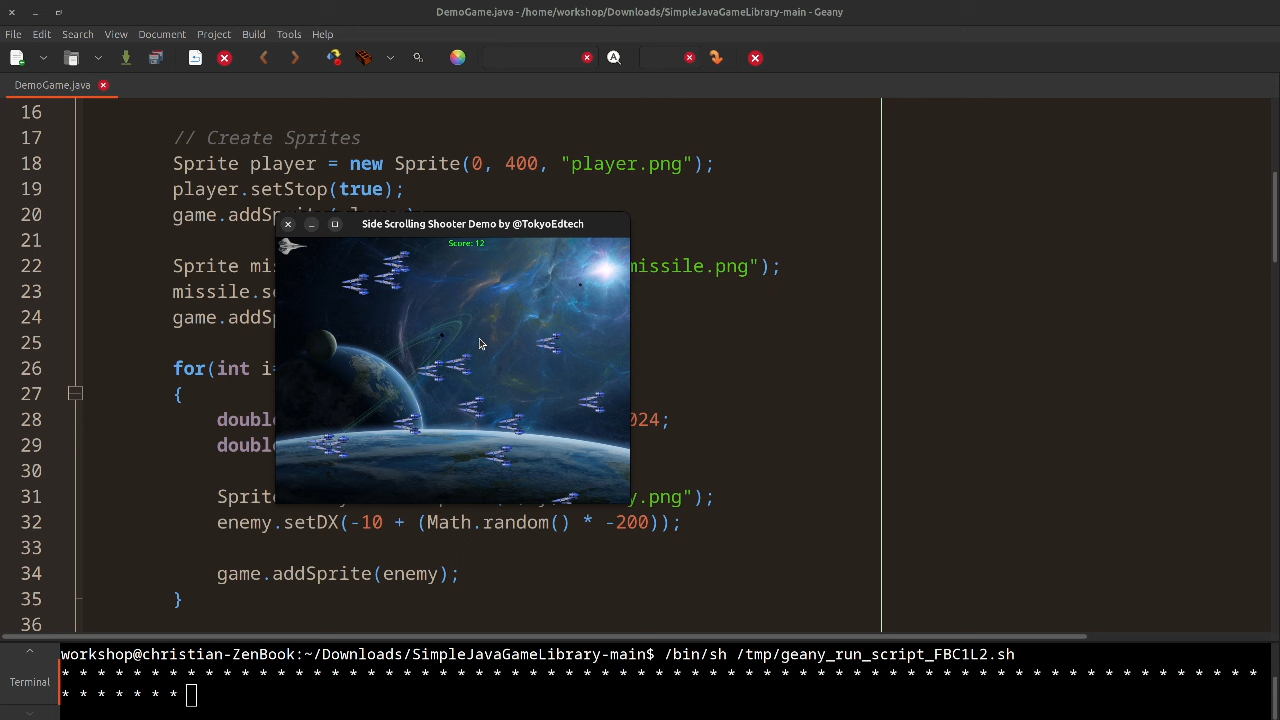 DemoGame.java - /home/workshop/Downloads/SimpleJavaGameLibrary-main - Geany
File Edit Search View Document Project Build Tools Help
DemoGame.java
16
17 // Create Sprites
18 Sprite player = new Sprite(0, 400, "player.png");
19 player.setStop(true);
20 game.addSp
21
22 Sprite mi missile.png");
23 missile.s
24 game.addSp
25
26 for(int i
27 {
28 doubl 024;
29 doubl
30
31 Sprit y.png");
32 enemy.setDX(-10 + (Math.random() * -200));
33
34 game.addSprite(enemy);
35 }
36
Side Scrolling Shooter Demo by @TokyoEdtech
Score: 12
Terminal
workshop@christian-ZenBook:~/Downloads/SimpleJavaGameLibrary-main$ /bin/sh /tmp/geany_run_script_FBC1L2.sh
* * * * * * * * * * * * * * * * * * * * * * * * * * * * * * * * * * * * * * * * * * * * * * * * * * * * * *
* * * * * * *